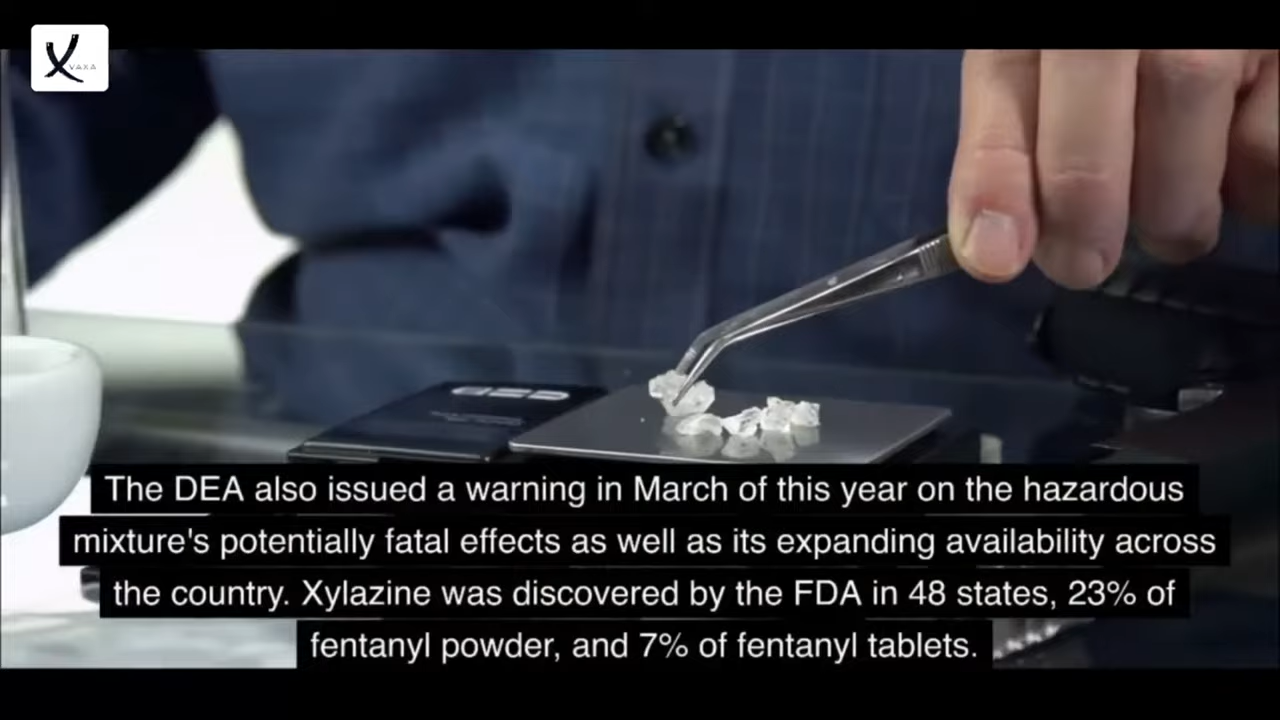 X
VAXA
The DEA also issued a warning in March of this year on the hazardous
mixture's potentially fatal effects as well as its expanding availability across
the country. Xylazine was discovered by the FDA in 48 states, 23% of
fentanyl powder, and 7% of fentanyl tablets.